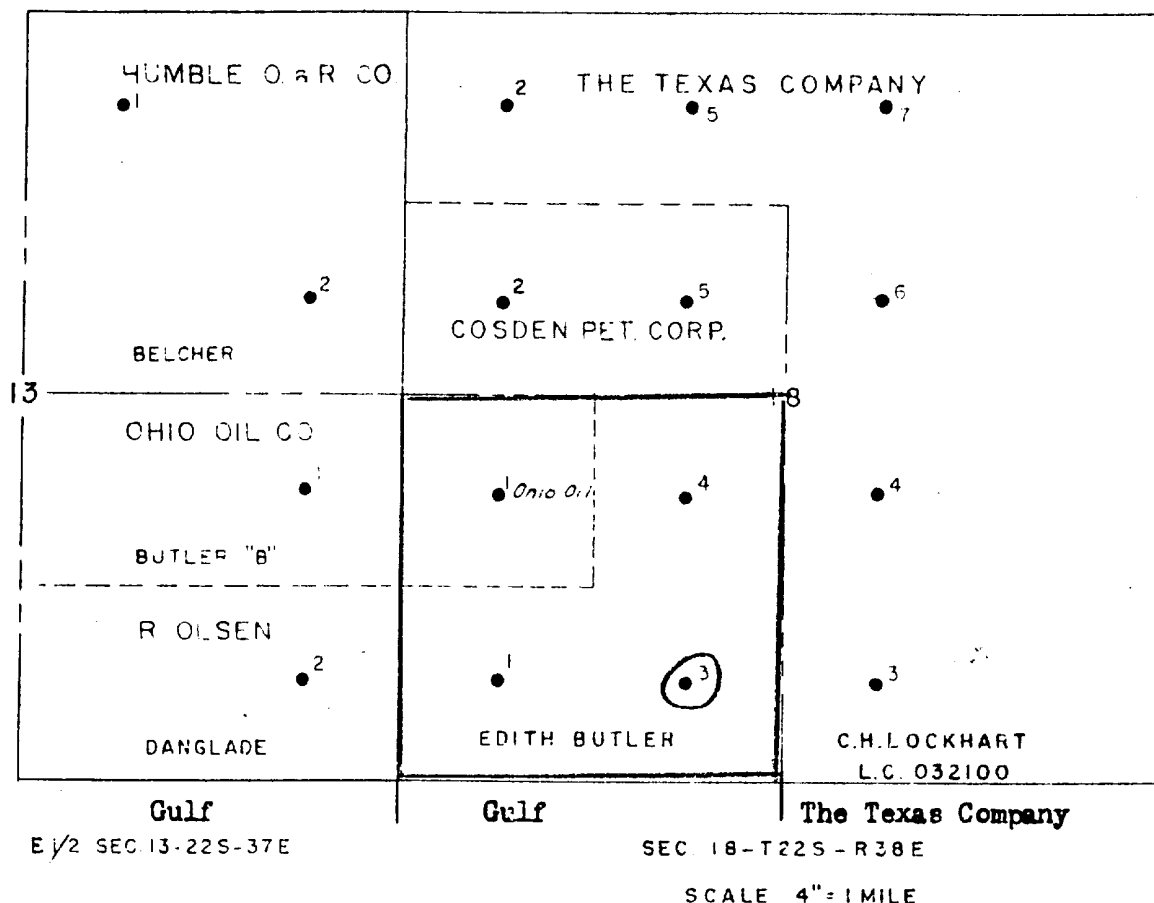 HUMBLE O. & R CO.
THE TEXAS COMPANY
1
2
5
7
2
2
5
6
COSDEN PET. CORP.
BELCHER
13
8
OHIO OIL CO
1
1 Ohio Oil
4
4
BUTLER "B"
R OLSEN
2
1
3
3
DANGLADE
EDITH BUTLER
C.H. LOCKHART
L.C. 032100
Gulf
Gulf
The Texas Company
E 1/2 SEC. 13-22S-37E
SEC. 18-T22S-R38E
SCALE 4" = 1 MILE